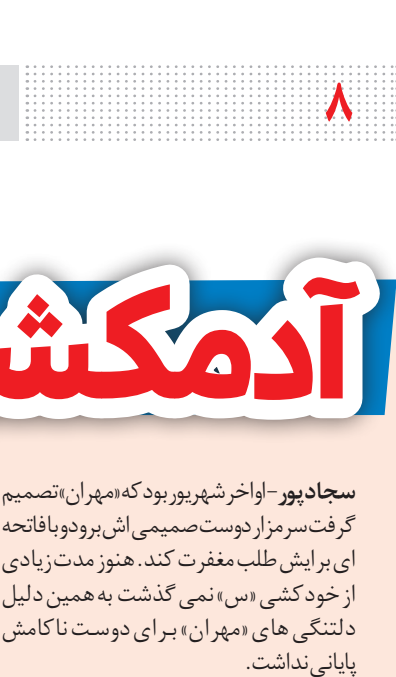 ۸
آدمکش
سجادپور-اواخر شهریور بود که «مهران» تصمیم
گرفت سر مزار دوست صمیمی اش برود و با فاتحه
ای برایش طلب مغفرت کند. هنوز مدت زیادی
از خودکشی «س» نمی گذشت به همین دلیل
دلتنگی های «مهران» برای دوست ناکامش
پایانی نداشت.